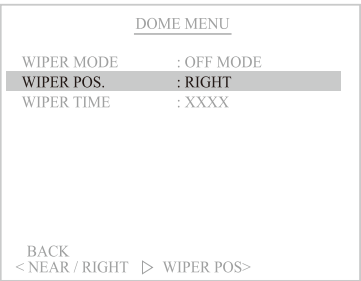 DOME MENU
WIPER MODE : OFF MODE
WIPER POS. : RIGHT
WIPER TIME : XXXX
BACK
< NEAR / RIGHT ▷ WIPER POS>